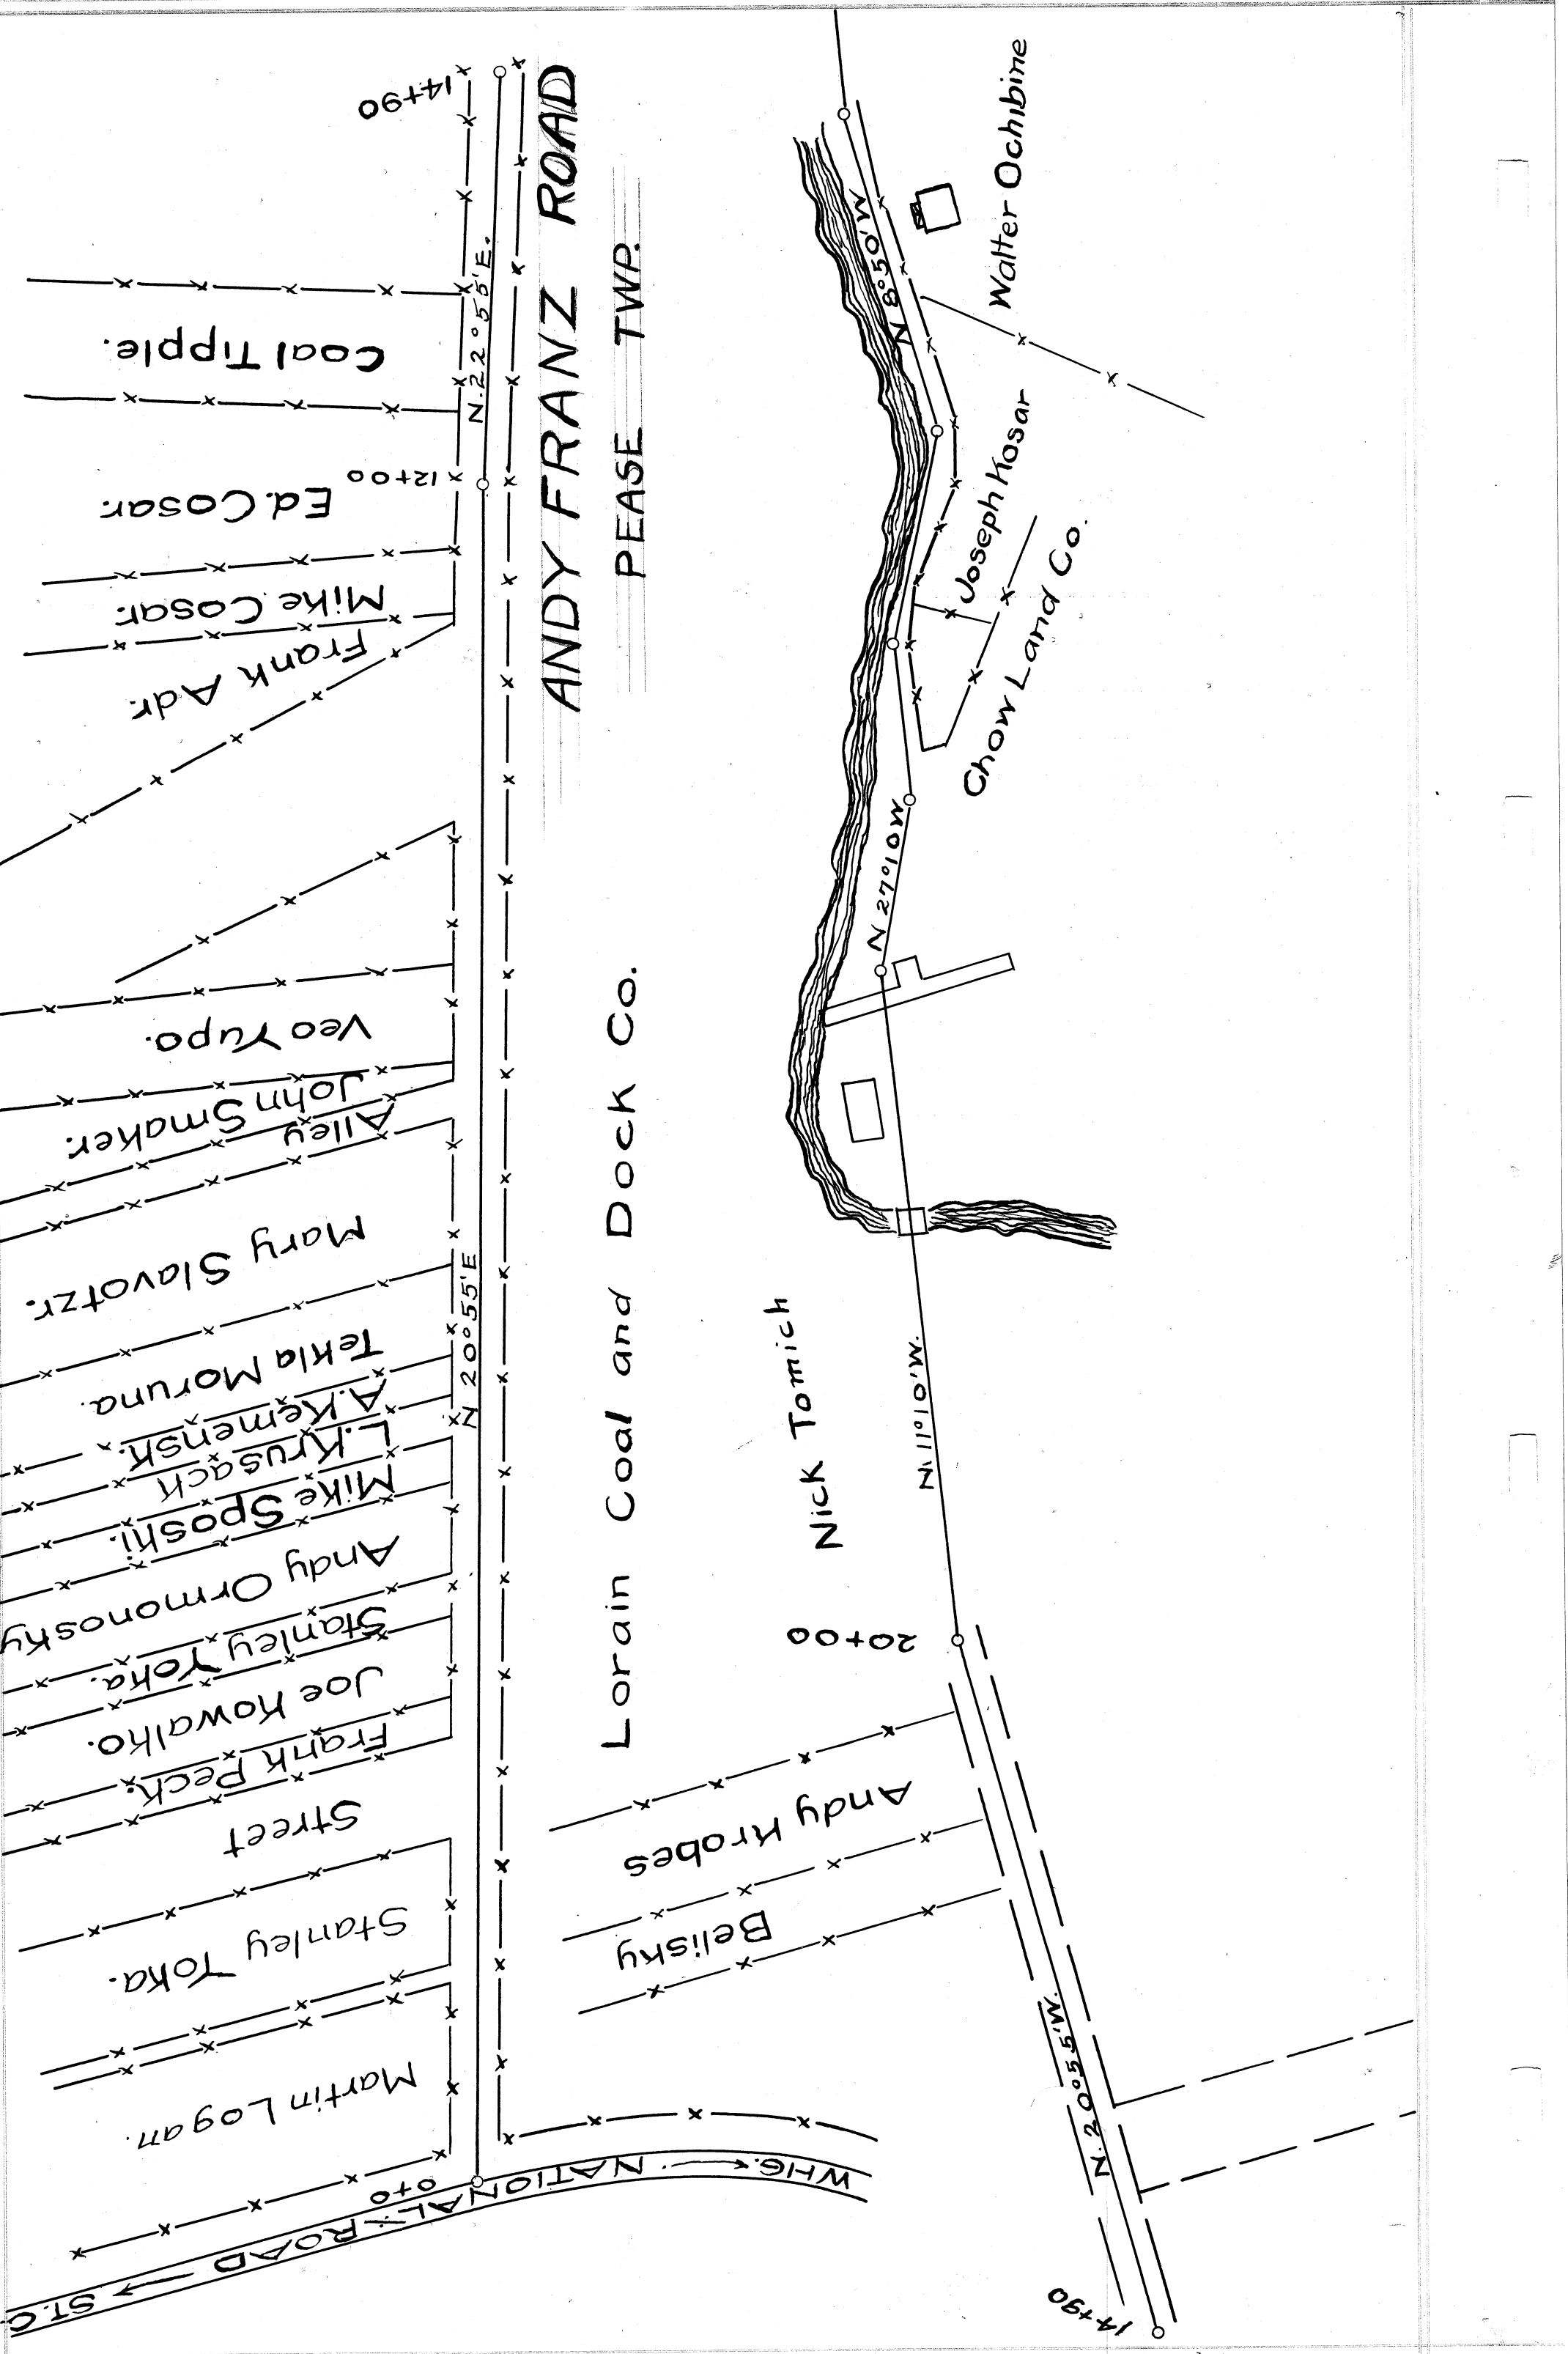 ANDY FRANZ ROAD
PEASE TWP.
14+90
N. 22°55'E.
Coal Tipple.
12+00
Ed. Cosar.
Mike Cosar.
Frank Adr.
Veo Yupo.
John Smaker.
Alley
Mary Slavotzr.
N 20°55'E
Tekla Moruna.
A. Kemensk.
L. Krusack
Mike Sposki.
Andy Ormonosky
Stanley Yoka.
Joe Kowalko.
Frank Peck.
Street
Stanley Toka.
Martin Logan.
0+0
ST. C. ← ROAD NATIONAL → WHG.
Lorain Coal and Dock Co.
Walter Ochibine
N 8°50'W
Joseph Kosar
Chow Land Co.
N 27°10W
Nick Tomich
N 11°10'W.
20+00
Andy Krobes
Belisky
N. 20°55'W.
14+90